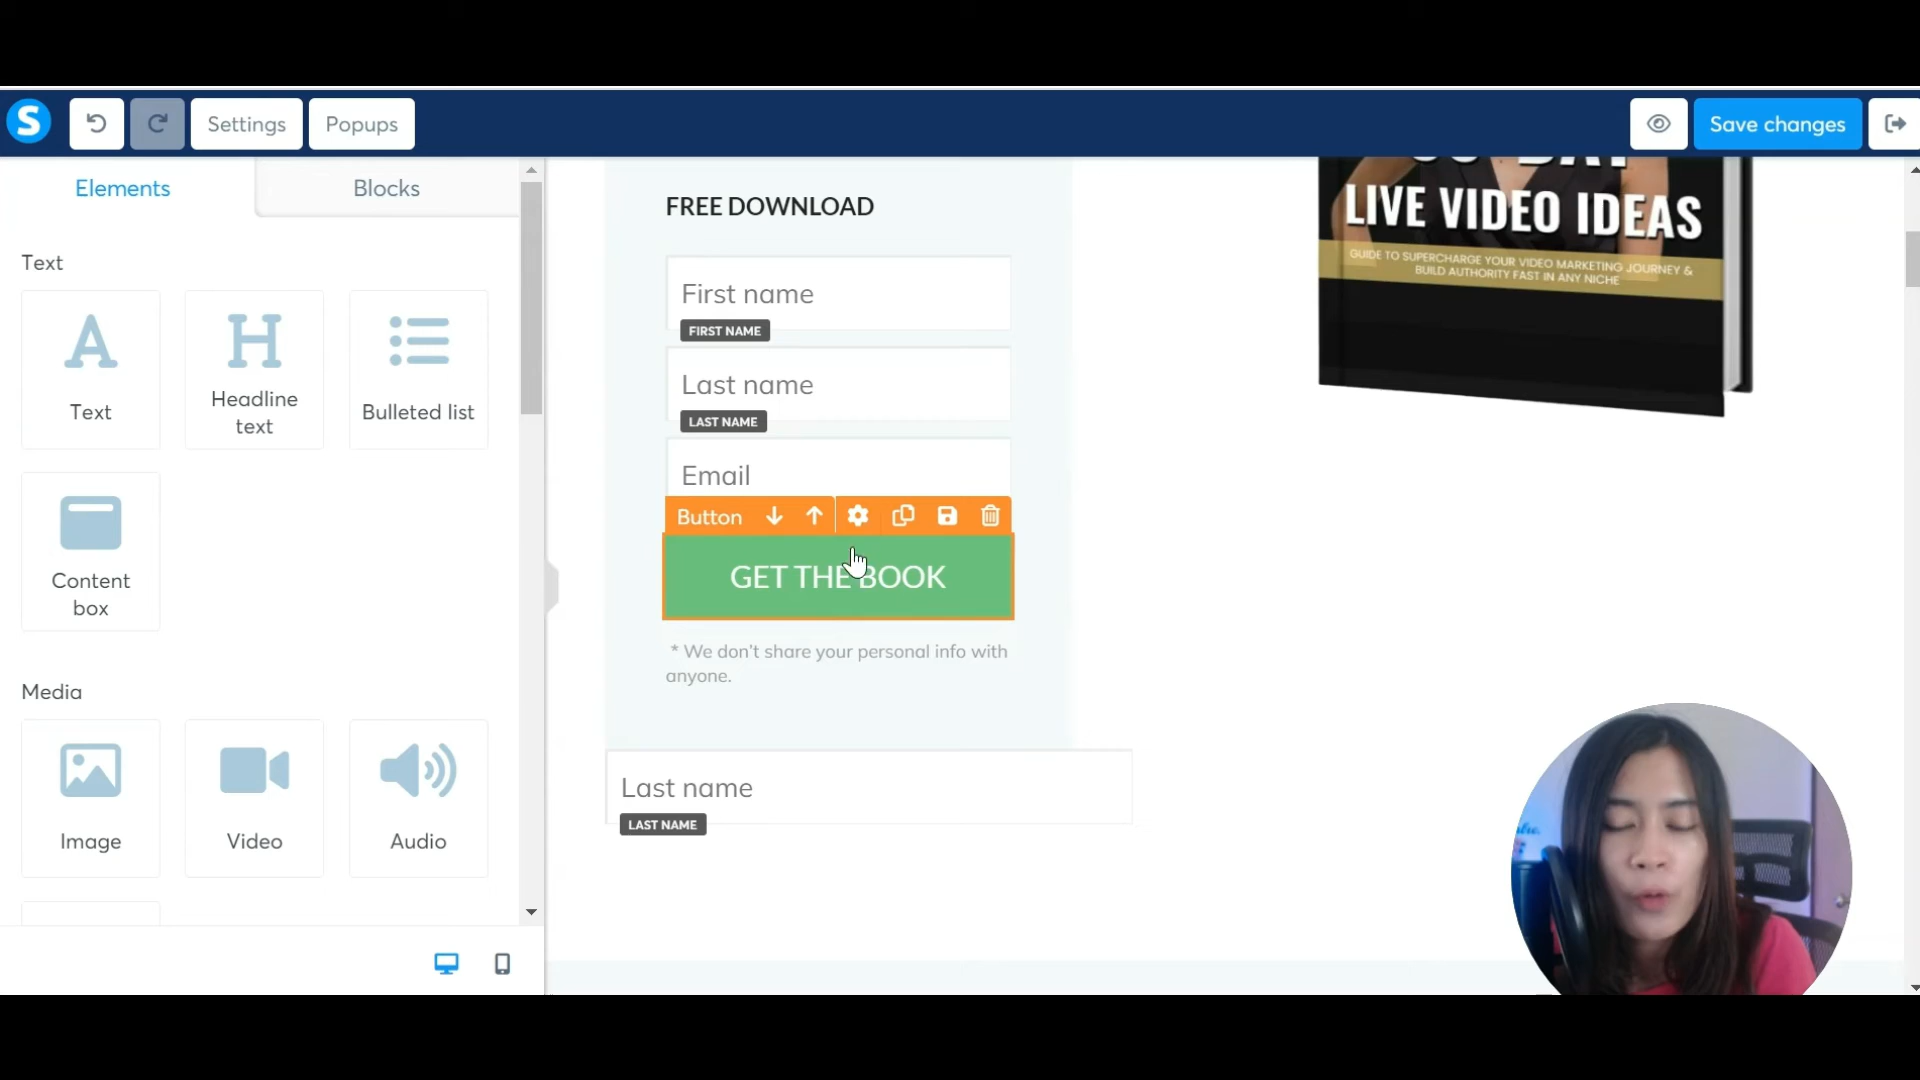 S
Settings
Popups
Save changes
Elements
Blocks
Text
Text
Headline
text
Bulleted list
Content
box
Media
Image
Video
Audio
FREE DOWNLOAD
First name
FIRST NAME
Last name
LAST NAME
Email
Button
GET THE BOOK
* We don't share your personal info with
anyone.
Last name
LAST NAME
LIVE VIDEO IDEAS
GUIDE TO SUPERCHARGE YOUR VIDEO MARKETING JOURNEY &
BUILD AUTHORITY FAST IN ANY NICHE